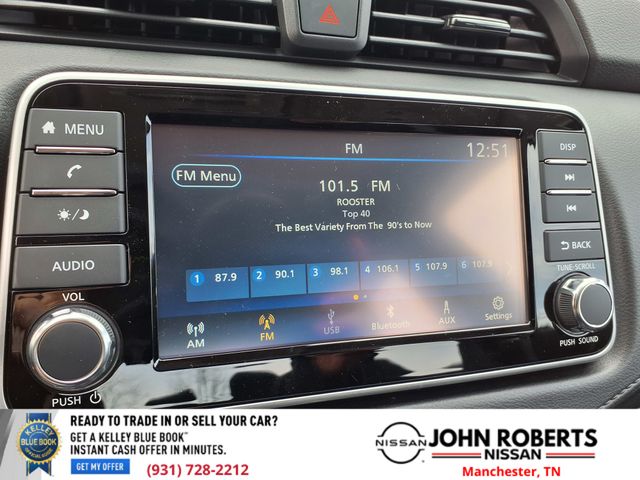 MENU
DISP
FM
12:51
FM Menu
101.5 FM
ROOSTER
Top 40
The Best Variety From The 90's to Now
AUDIO
BACK
1 87.9 2 90.1 3 98.1 4 106.1 5 107.9 6 107.9
VOL
TUNE·SCROLL
AM FM USB Bluetooth AUX Settings
PUSH
PUSH SOUND
KELLEY BLUE BOOK
READY TO TRADE IN OR SELL YOUR CAR?
GET A KELLEY BLUE BOOK™
INSTANT CASH OFFER IN MINUTES.
GET MY OFFER
(931) 728-2212
NISSAN
JOHN ROBERTS
NISSAN
Manchester, TN